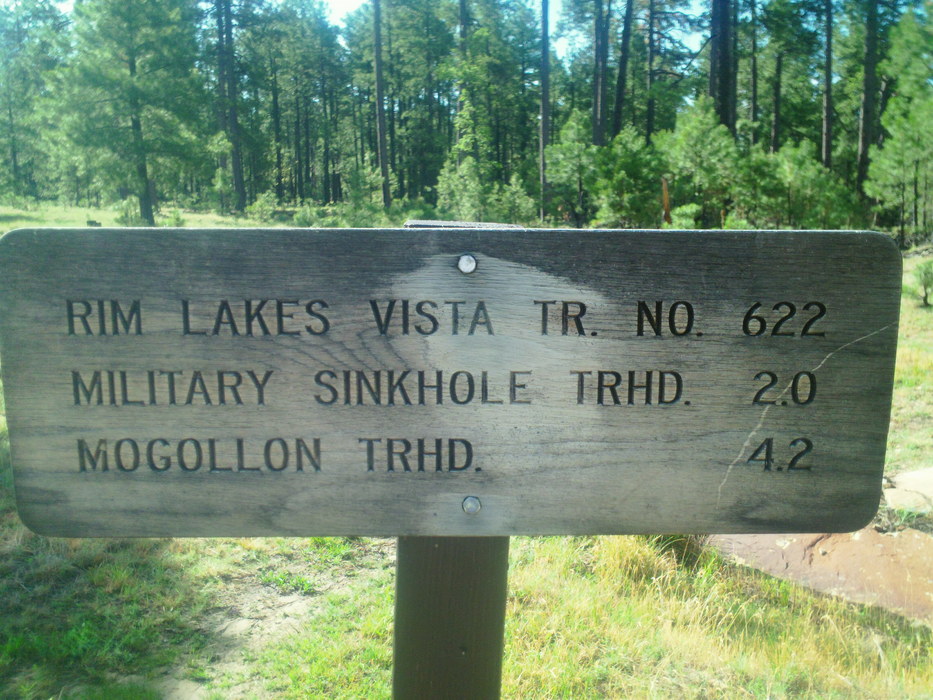 RIM LAKES VISTA TR. NO. 622
MILITARY SINKHOLE TRHD. 2.0
MOGOLLON TRHD. 4.2